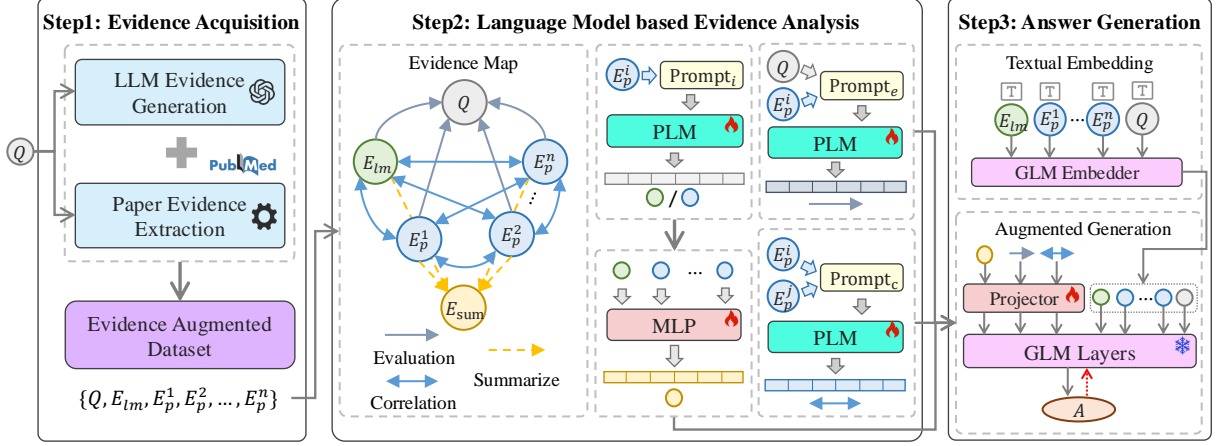 Step1: Evidence Acquisition
LLM Evidence
Generation
PubMed
Q
Paper Evidence
Extraction
Evidence Augmented
Dataset
{Q, E_lm, E_p^1, E_p^2, ..., E_p^n}
Step2: Language Model based Evidence Analysis
Evidence Map
Q
E_lm
E_p^n
...
E_p^1
E_p^2
E_sum
Evaluation
Summarize
Correlation
E_p^i
Prompt_i
PLM
/
...
MLP
Q
E_p^i
Prompt_e
PLM
E_p^i
E_p^j
Prompt_c
PLM
Step3: Answer Generation
Textual Embedding
T T T T
E_lm E_p^1 ... E_p^n Q
GLM Embedder
Augmented Generation
Projector
...
GLM Layers
A